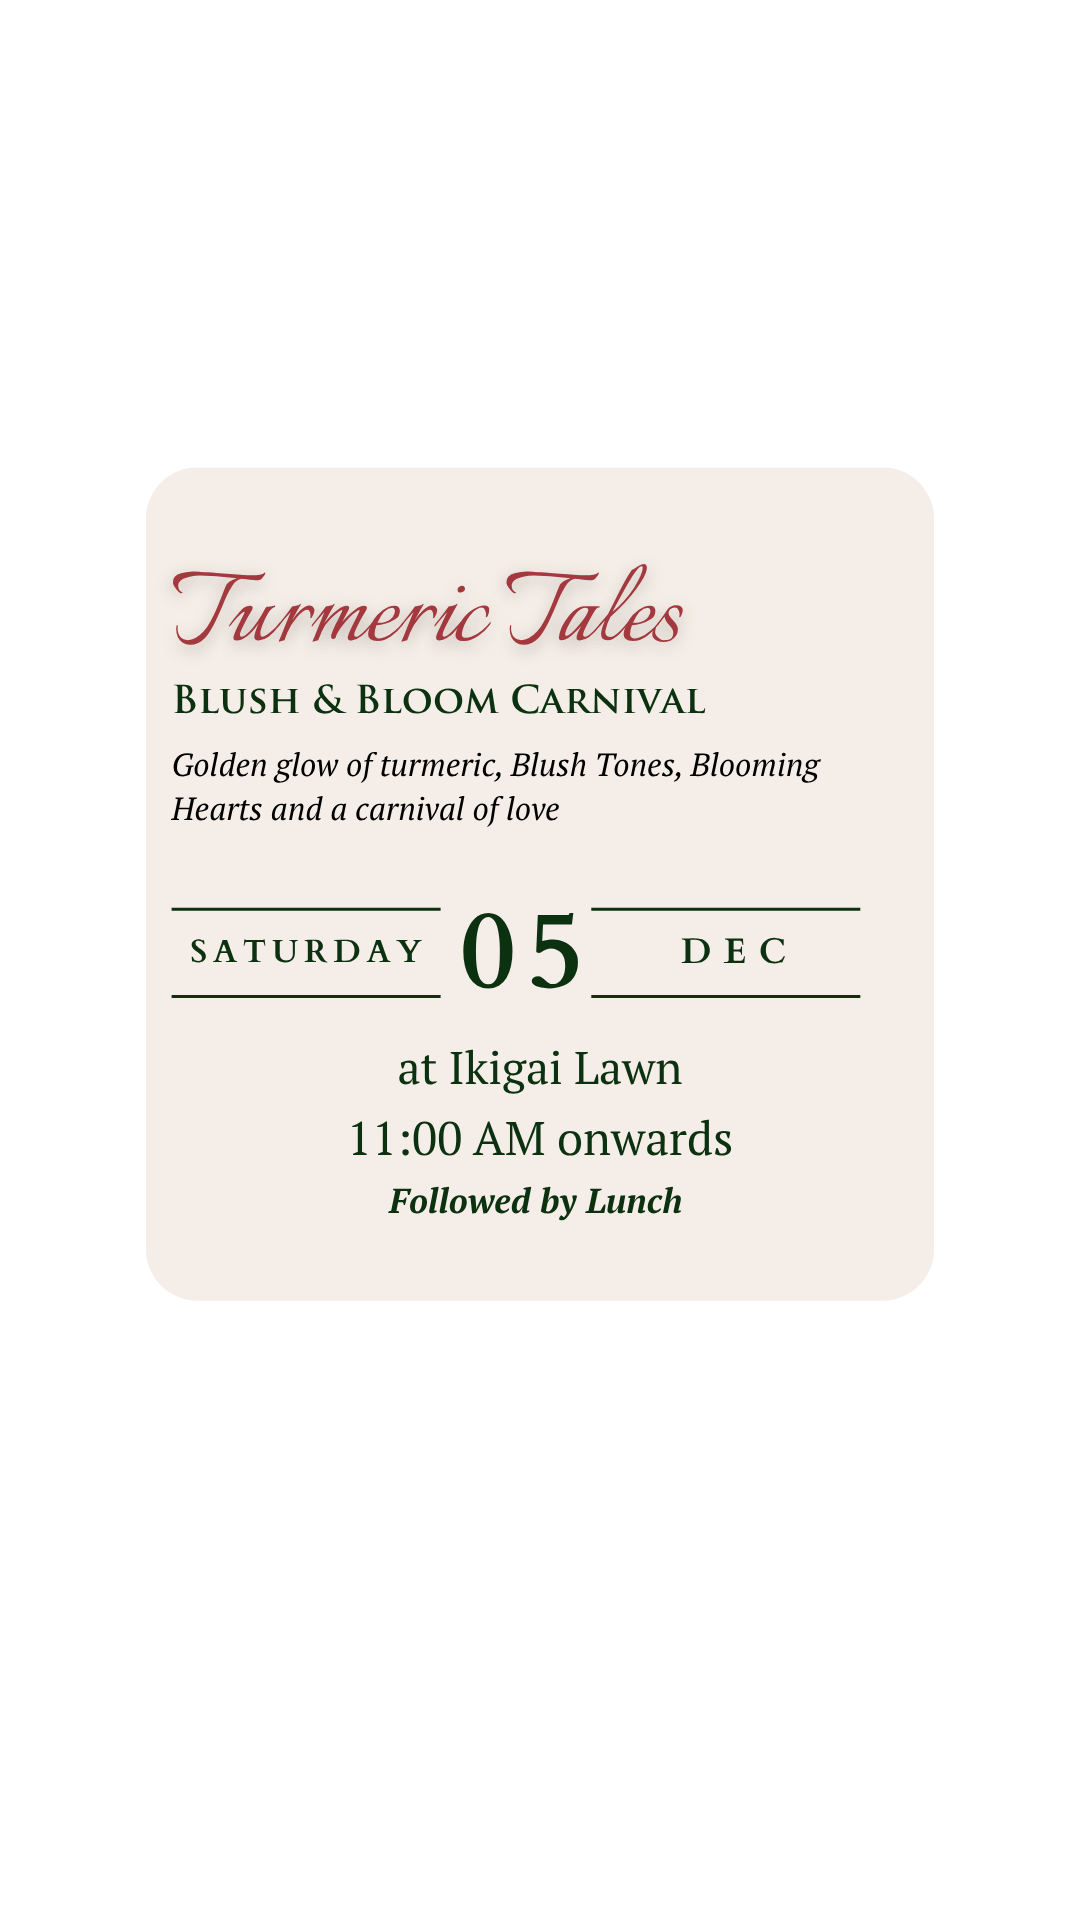 Turmeric Tales
Blush & Bloom Carnival
Golden glow of turmeric, Blush Tones, Blooming
Hearts and a carnival of love
SATURDAY 05 DEC
at Ikigai Lawn
11:00 AM onwards
Followed by Lunch